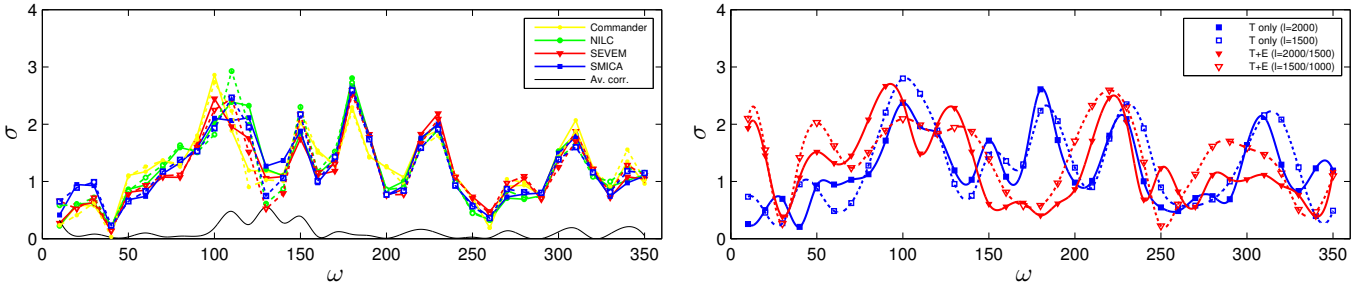 4
3
2
1
0
σ
0 50 100 150 200 250 300 350
ω
Commander
NILC
SEVEM
SMICA
Av. corr.
4
3
2
1
0
σ
0 50 100 150 200 250 300 350
ω
T only (l=2000)
T only (l=1500)
T+E (l=2000/1500)
T+E (l=1500/1000)